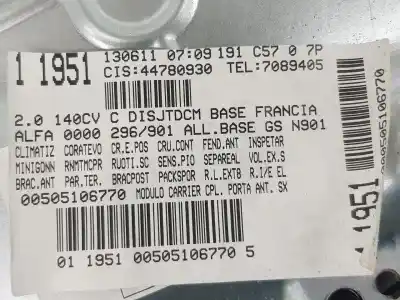 1 1951 130611 07:09 191 C57 0 7P
CIS:44780930 TEL:7089405
2.0 140CV C DISJTDCM BASE FRANCIA
ALFA 0000 296/901 ALL.BASE GS N901
CLIMATIZ CORATEVO CR.E.POS CRU.CONT FEND.ANT INSPETAR
MINIGONN RNMTMCPR RUOTI.SC SENS.PIO SEPAREAL VOL.EX.S
BRAC.ANT PAR.TER. BRACPOST PACKSPOR R.L.EXTB R.I/E EL
00505106770 MODULO CARRIER CPL. PORTA ANT. SX
01 1951 00505106770 5
00505106770
1 1951